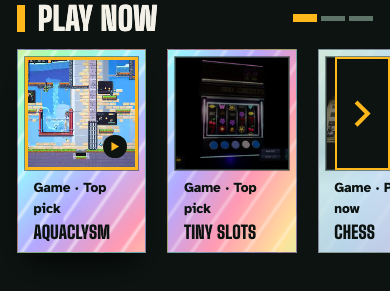 PLAY NOW
Game · Top
pick
AQUACLYSM
Game · Top
pick
TINY SLOTS
Game ·
now
CHESS